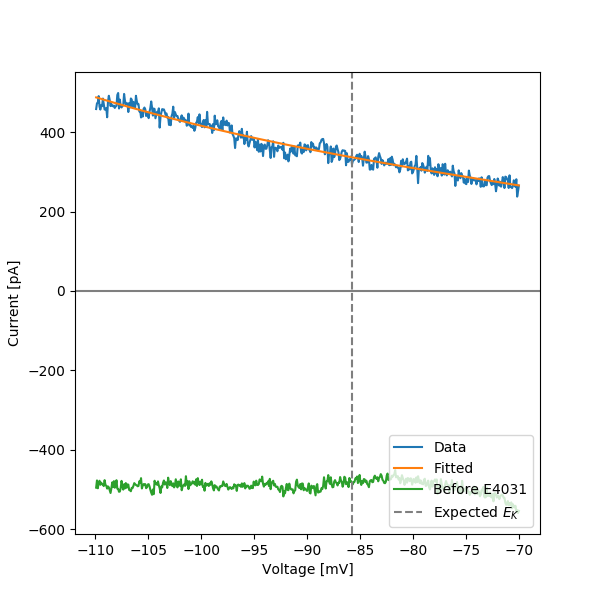 400
200
0
−200
−400
−600
Current [pA]
−110 −105 −100 −95 −90 −85 −80 −75 −70
Voltage [mV]
Data
Fitted
Before E4031
Expected E_K